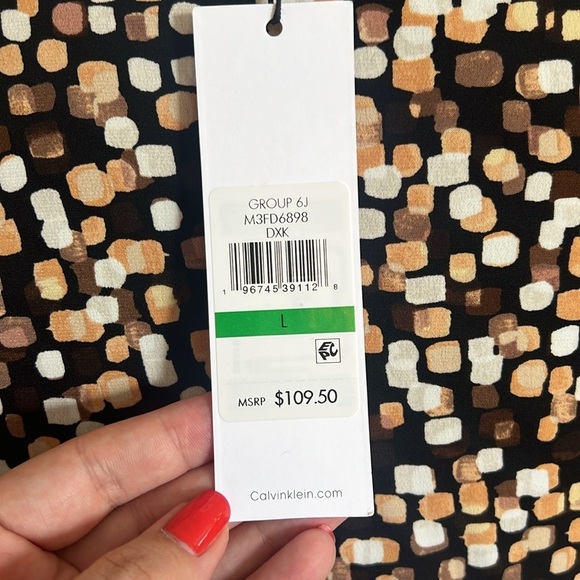 GROUP 6J
M3FD6898
DXK
1 96745 39112 8
L
MSRP $109.50
Calvinklein.com